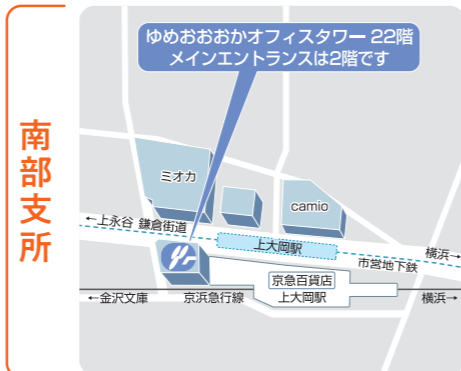 南部支所
ゆめおおおかオフィスタワー 22階
メインエントランスは2階です
ミオカ
camio
←上永谷 鎌倉街道
上大岡駅
横浜→
市営地下鉄
京急百貨店
上大岡駅
←金沢文庫
京浜急行線
横浜→